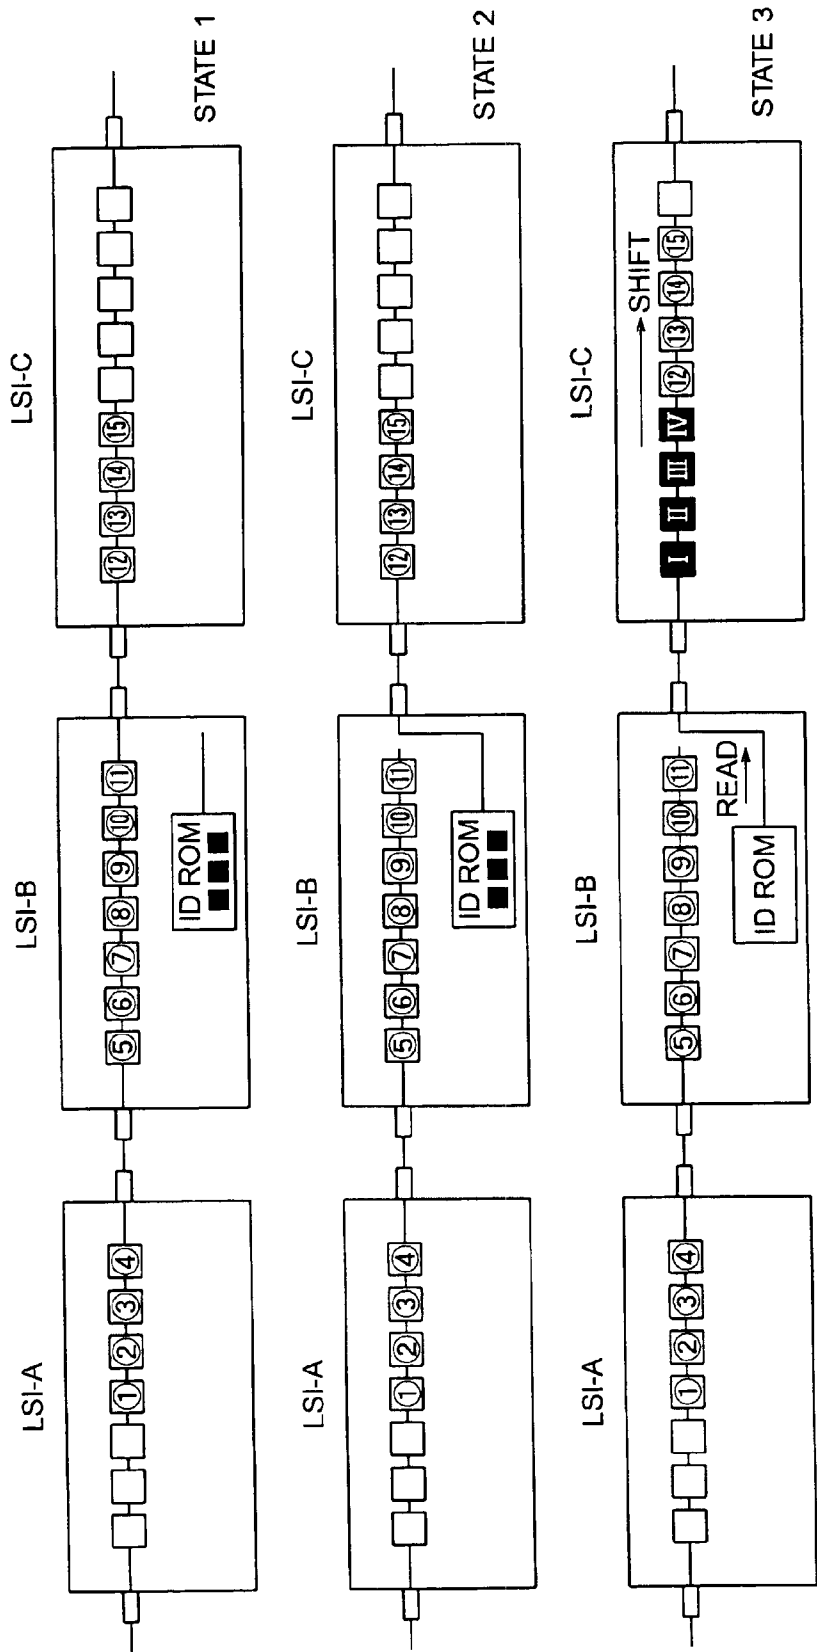 LSI-A LSI-B LSI-C
① ② ③ ④ ⑤ ⑥ ⑦ ⑧ ⑨ ⑩ ⑪ ⑫ ⑬ ⑭ ⑮
ID ROM
STATE 1
LSI-A LSI-B LSI-C
① ② ③ ④ ⑤ ⑥ ⑦ ⑧ ⑨ ⑩ ⑪ ⑫ ⑬ ⑭ ⑮
ID ROM
STATE 2
LSI-A LSI-B LSI-C
SHIFT
① ② ③ ④ ⑤ ⑥ ⑦ ⑧ ⑨ ⑩ ⑪ I II III IV ⑫ ⑬ ⑭ ⑮
READ
ID ROM
STATE 3